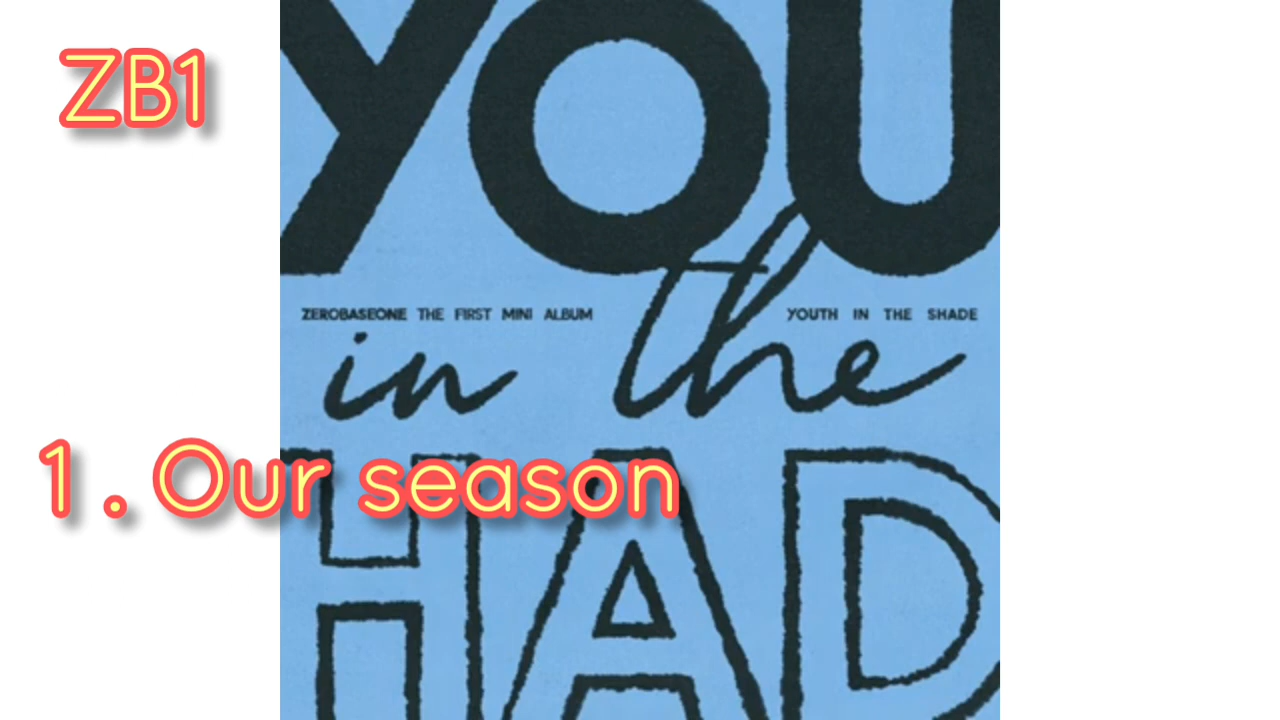 ZB1
YOU
ZEROBASEONE THE FIRST MINI ALBUM YOUTH IN THE SHADE
in the
1 . Our season
HAD